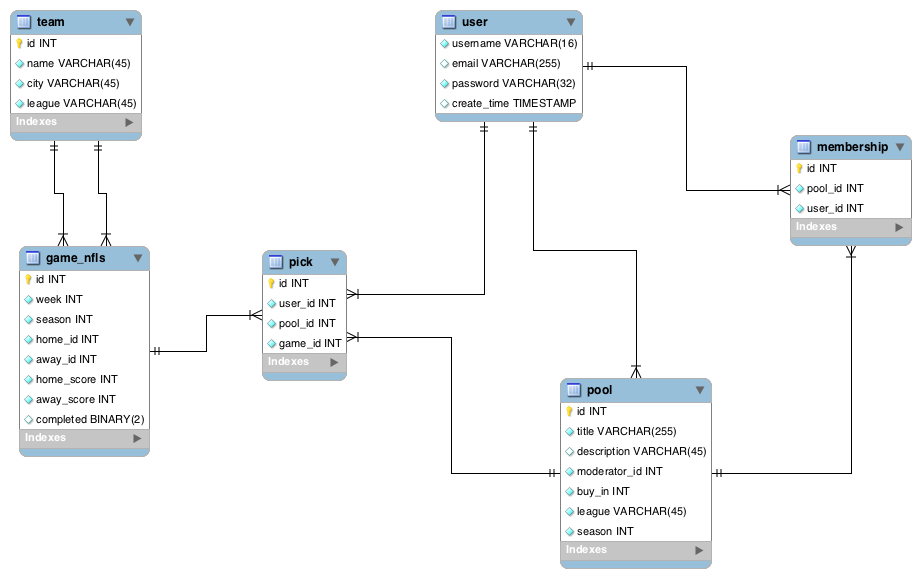 team
id INT
name VARCHAR(45)
city VARCHAR(45)
league VARCHAR(45)
Indexes
user
username VARCHAR(16)
email VARCHAR(255)
password VARCHAR(32)
create_time TIMESTAMP
membership
id INT
pool_id INT
user_id INT
Indexes
game_nfls
id INT
week INT
season INT
home_id INT
away_id INT
home_score INT
away_score INT
completed BINARY(2)
Indexes
pick
id INT
user_id INT
pool_id INT
game_id INT
Indexes
pool
id INT
title VARCHAR(255)
description VARCHAR(45)
moderator_id INT
buy_in INT
league VARCHAR(45)
season INT
Indexes